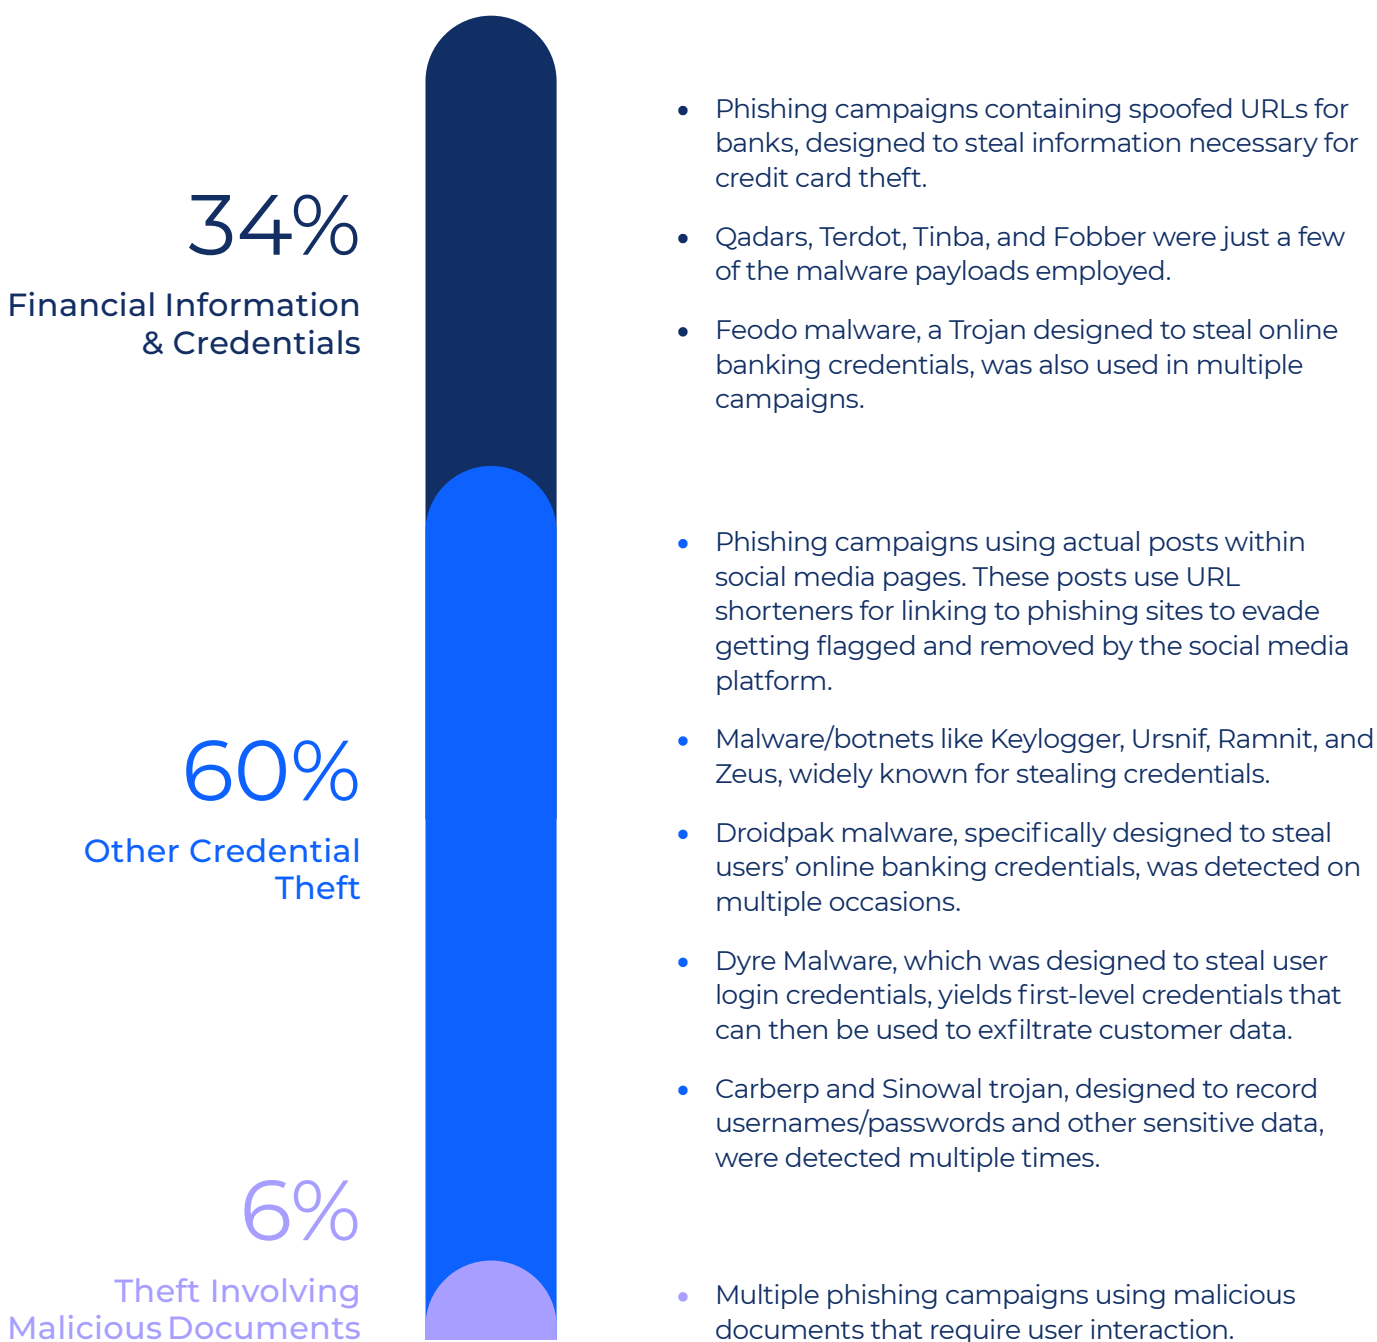 34%
Financial Information
& Credentials
• Phishing campaigns containing spoofed URLs for
banks, designed to steal information necessary for
credit card theft.
• Qadars, Terdot, Tinba, and Fobber were just a few
of the malware payloads employed.
• Feodo malware, a Trojan designed to steal online
banking credentials, was also used in multiple
campaigns.
60%
Other Credential
Theft
• Phishing campaigns using actual posts within
social media pages. These posts use URL
shorteners for linking to phishing sites to evade
getting flagged and removed by the social media
platform.
• Malware/botnets like Keylogger, Ursnif, Ramnit, and
Zeus, widely known for stealing credentials.
• Droidpak malware, specifically designed to steal
users’ online banking credentials, was detected on
multiple occasions.
• Dyre Malware, which was designed to steal user
login credentials, yields first-level credentials that
can then be used to exfiltrate customer data.
• Carberp and Sinowal trojan, designed to record
usernames/passwords and other sensitive data,
were detected multiple times.
6%
Theft Involving
Malicious Documents
• Multiple phishing campaigns using malicious
documents that require user interaction.